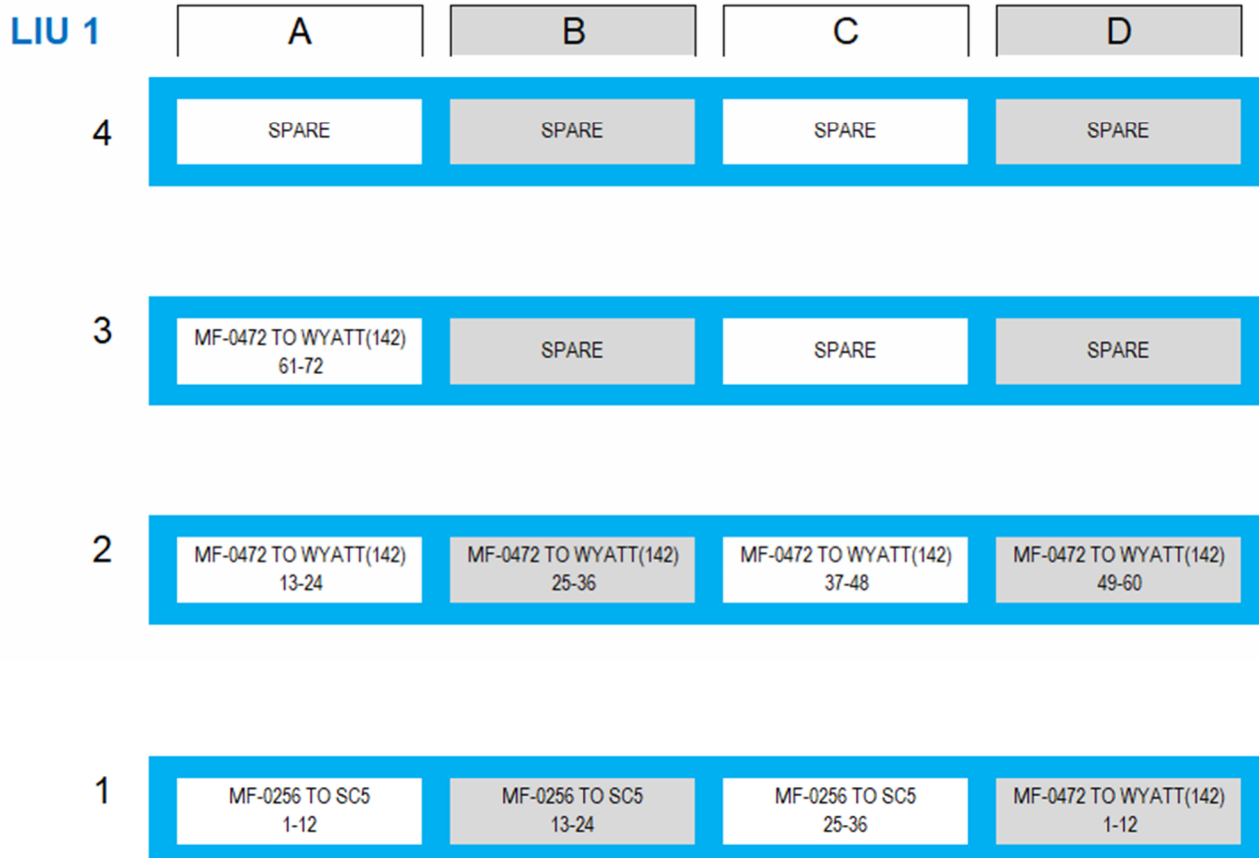 LIU 1 A B C D
4 SPARE SPARE SPARE SPARE
3 MF-0472 TO WYATT(142) SPARE SPARE SPARE
61-72
2 MF-0472 TO WYATT(142) MF-0472 TO WYATT(142) MF-0472 TO WYATT(142) MF-0472 TO WYATT(142)
13-24 25-36 37-48 49-60
1 MF-0256 TO SC5 MF-0256 TO SC5 MF-0256 TO SC5 MF-0472 TO WYATT(142)
1-12 13-24 25-36 1-12